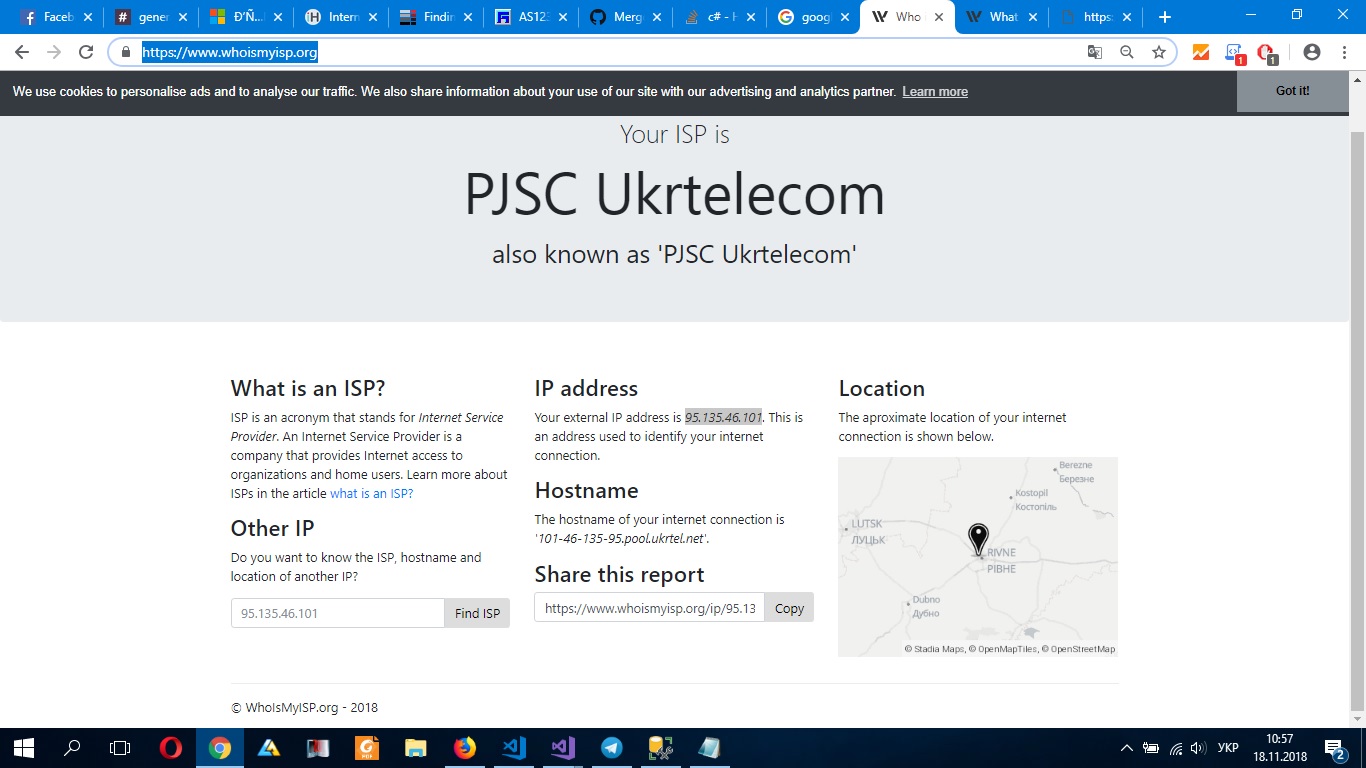 Faceb
gener
Ð'Ñ…
Intern
Findin
AS123
Merg
c# - H
goog
Who
What
https:
https://www.whoismyisp.org
1
1
We use cookies to personalise ads and to analyse our traffic. We also share information about your use of our site with our advertising and analytics partner. Learn more
Got it!
Your ISP is
PJSC Ukrtelecom
also known as 'PJSC Ukrtelecom'
What is an ISP?
ISP is an acronym that stands for Internet Service
Provider. An Internet Service Provider is a
company that provides Internet access to
organizations and home users. Learn more about
ISPs in the article what is an ISP?
Other IP
Do you want to know the ISP, hostname and
location of another IP?
95.135.46.101
Find ISP
IP address
Your external IP address is 95.135.46.101. This is
an address used to identify your internet
connection.
Hostname
The hostname of your internet connection is
'101-46-135-95.pool.ukrtel.net'.
Share this report
https://www.whoismyisp.org/ip/95.13
Copy
Location
The aproximate location of your internet
connection is shown below.
Berezne
Березне
Kostopil
Костопіль
LUTSK
ЛУЦЬК
RIVNE
РІВНЕ
Dubno
Дубно
© Stadia Maps, © OpenMapTiles, © OpenStreetMap
© WhoIsMyISP.org - 2018
PDF
УКР
10:57
18.11.2018
2